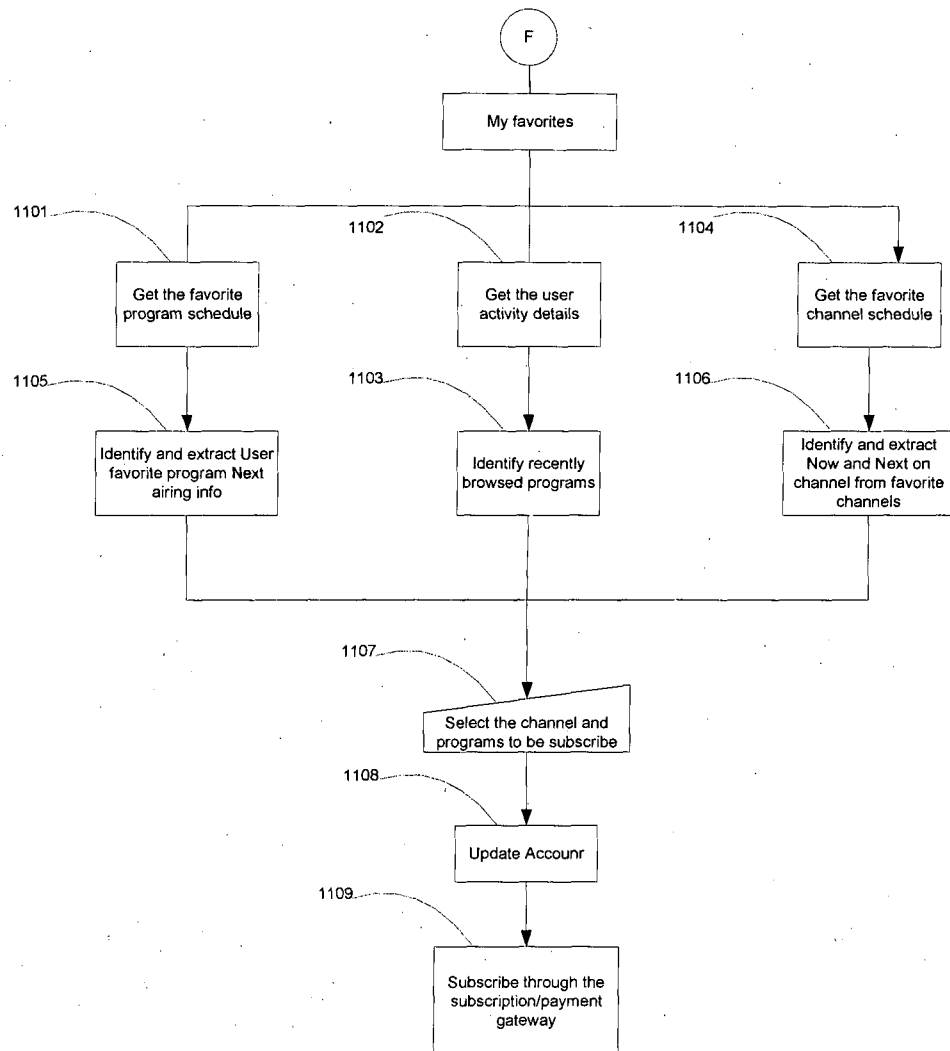 F
My favorites
1101
1102
1104
Get the favorite
program schedule
Get the user
activity details
Get the favorite
channel schedule
1105
1103
1106
Identify and extract User
favorite program Next
airing info
Identify recently
browsed programs
Identify and extract
Now and Next on
channel from favorite
channels
1107
Select the channel and
programs to be subscribe
1108
Update Accounr
1109
Subscribe through the
subscription/payment
gateway